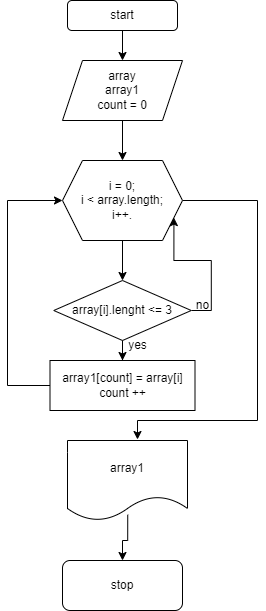 start
array
array1
count = 0
i = 0;
i < array.length;
i++.
array[i].lenght <= 3
no
yes
array1[count] = array[i]
count ++
array1
stop